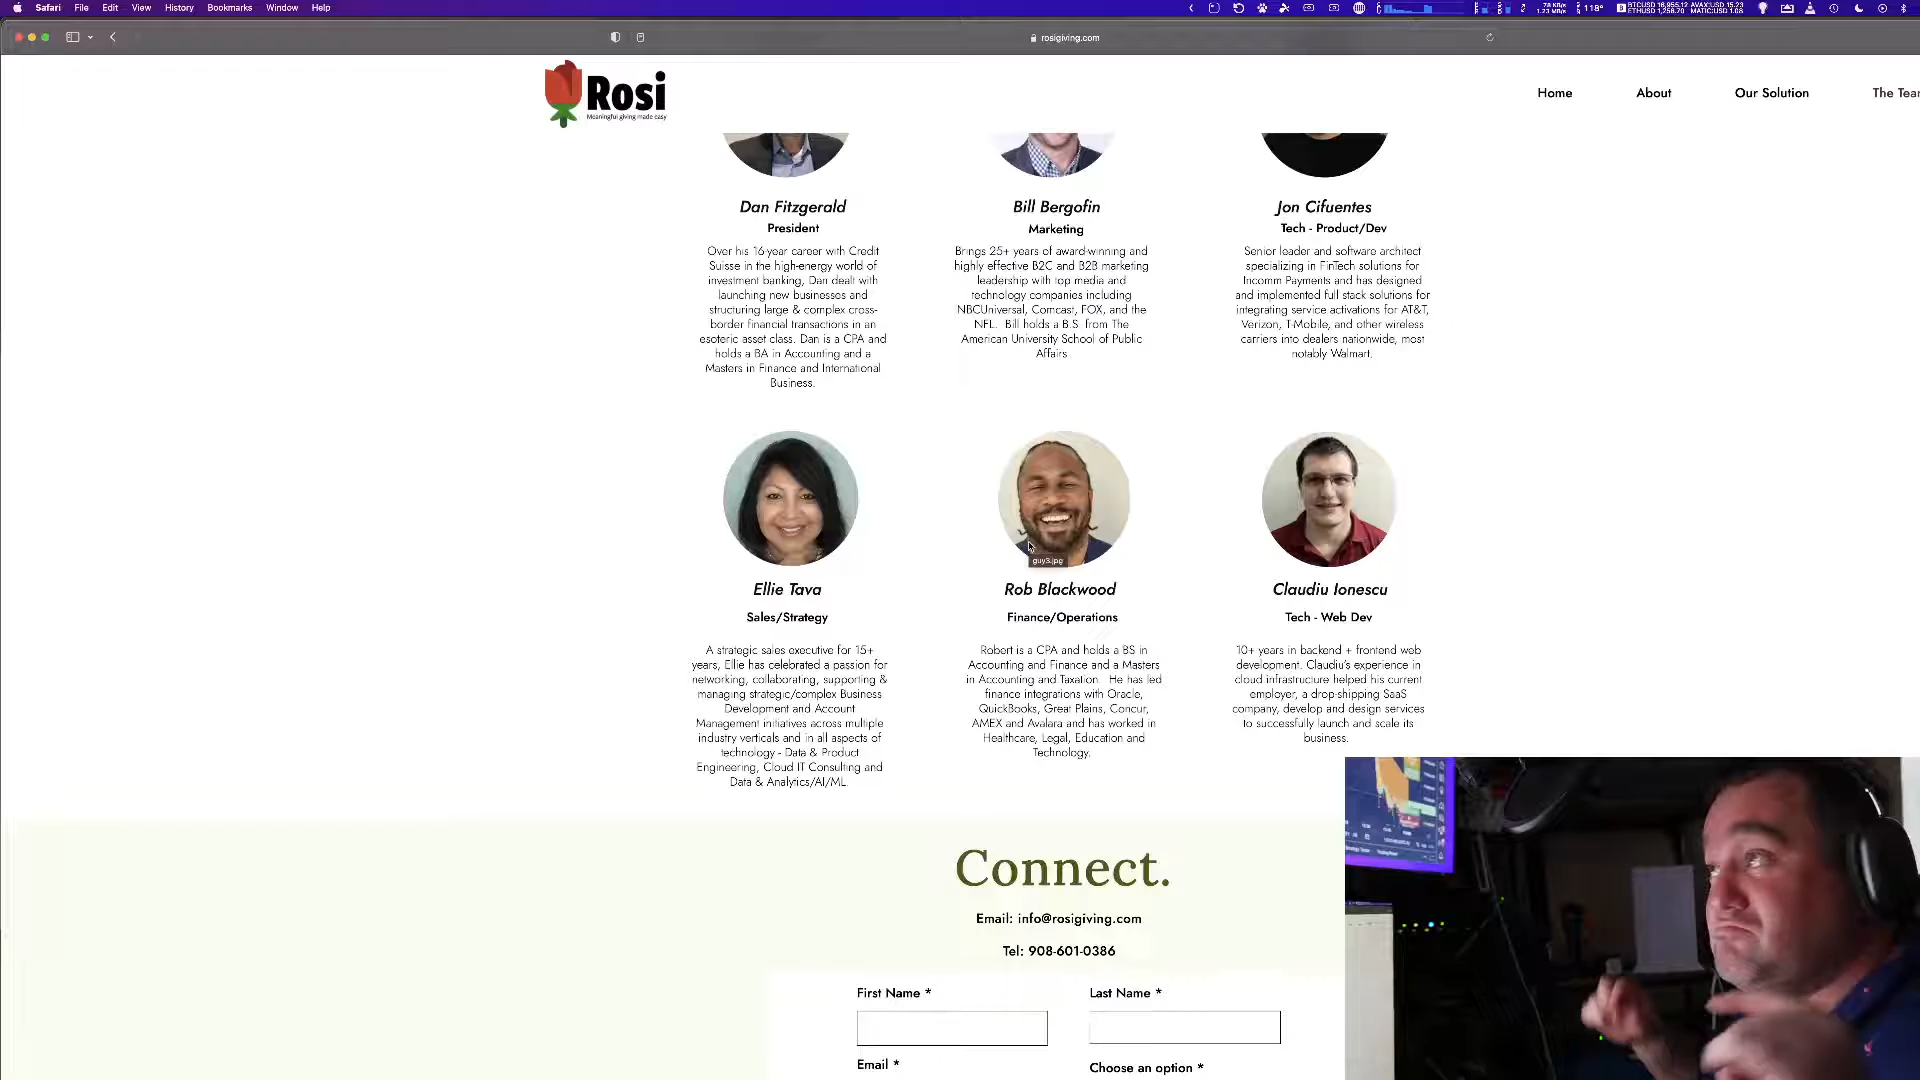 Safari File Edit View History Bookmarks Window Help
118°
BTCUSD 16,955.12 AVAX:USD 15.23
rosigiving.com
Rosi
Meaningful giving made easy
Home About Our Solution The Tea
Dan Fitzgerald
President
Over his 16-year career with Credit
Suisse in the high-energy world of
investment banking, Dan dealt with
launching new businesses and
structuring large & complex cross-
border financial transactions in an
esoteric asset class. Dan is a CPA and
holds a BA in Accounting and a
Masters in Finance and International
Business.
Bill Bergofin
Marketing
Brings 25+ years of award-winning and
highly effective B2C and B2B marketing
leadership with top media and
technology companies including
NBCUniversal, Comcast, FOX, and the
NFL. Bill holds a B.S. from The
American University School of Public
Affairs
Jon Cifuentes
Tech - Product/Dev
Senior leader and software architect
specializing in FinTech solutions for
Incomm Payments and has designed
and implemented full stack solutions for
integrating service activations for AT&T,
Verizon, T-Mobile, and other wireless
carriers into dealers nationwide, most
notably Walmart.
Ellie Tava
Sales/Strategy
A strategic sales executive for 15+
years, Ellie has celebrated a passion for
networking, collaborating, supporting &
managing strategic/complex Business
Development and Account
Management initiatives across multiple
industry verticals and in all aspects of
technology - Data & Product
Engineering, Cloud IT Consulting and
Data & Analytics/AI/ML.
guy3.jpg
Rob Blackwood
Finance/Operations
Robert is a CPA and holds a BS in
Accounting and Finance and a Masters
in Accounting and Taxation. He has led
finance integrations with Oracle,
QuickBooks, Great Plains, Concur,
AMEX and Avalara and has worked in
Healthcare, Legal, Education and
Technology.
Claudiu Ionescu
Tech - Web Dev
10+ years in backend + frontend web
development. Claudiu's experience in
cloud infrastructure helped his current
employer, a drop-shipping SaaS
company, develop and design services
to successfully launch and scale its
business.
Connect.
Email: info@rosigiving.com
Tel: 908-601-0386
First Name * Last Name *
Email * Choose an option *